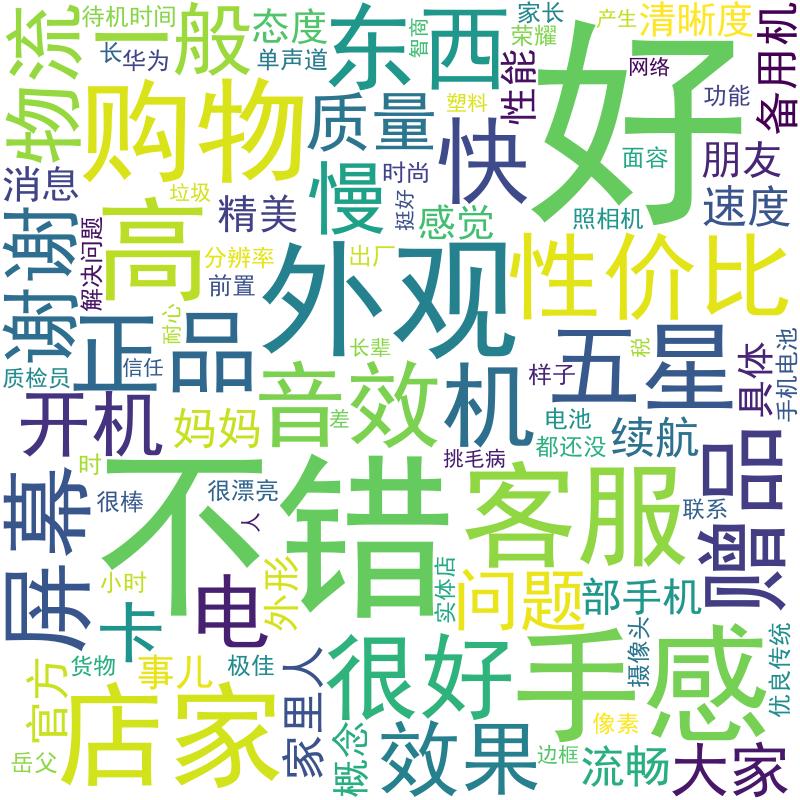 物流
待机时间
长
华为
一般
态度
单声道
东西
智商
家长
荣耀
产生
清晰度
备用机
购物
质量
塑料
性能
好
网络
功能
面容
朋友
消息
垃圾
精美
慢
时尚
挺好
快
感觉
照相机
速度
谢谢
解决问题
高
分辨率
前置
出厂
外观
性价比
质检员
正品
耐心
信任
长辈
音效
差
机
样子
五星
税
具体
手机电池
开机
妈妈
电池
都还没
续航
挑毛病
赠品
时
很棒
很漂亮
人
不错
客服
联系
屏幕
小时
卡
电
外形
实体店
问题
部手机
摄像头
优良传统
货物
事儿
极佳
家里人
很好
手感
官方
岳父
店家
概念
效果
像素
边框
流畅
大家